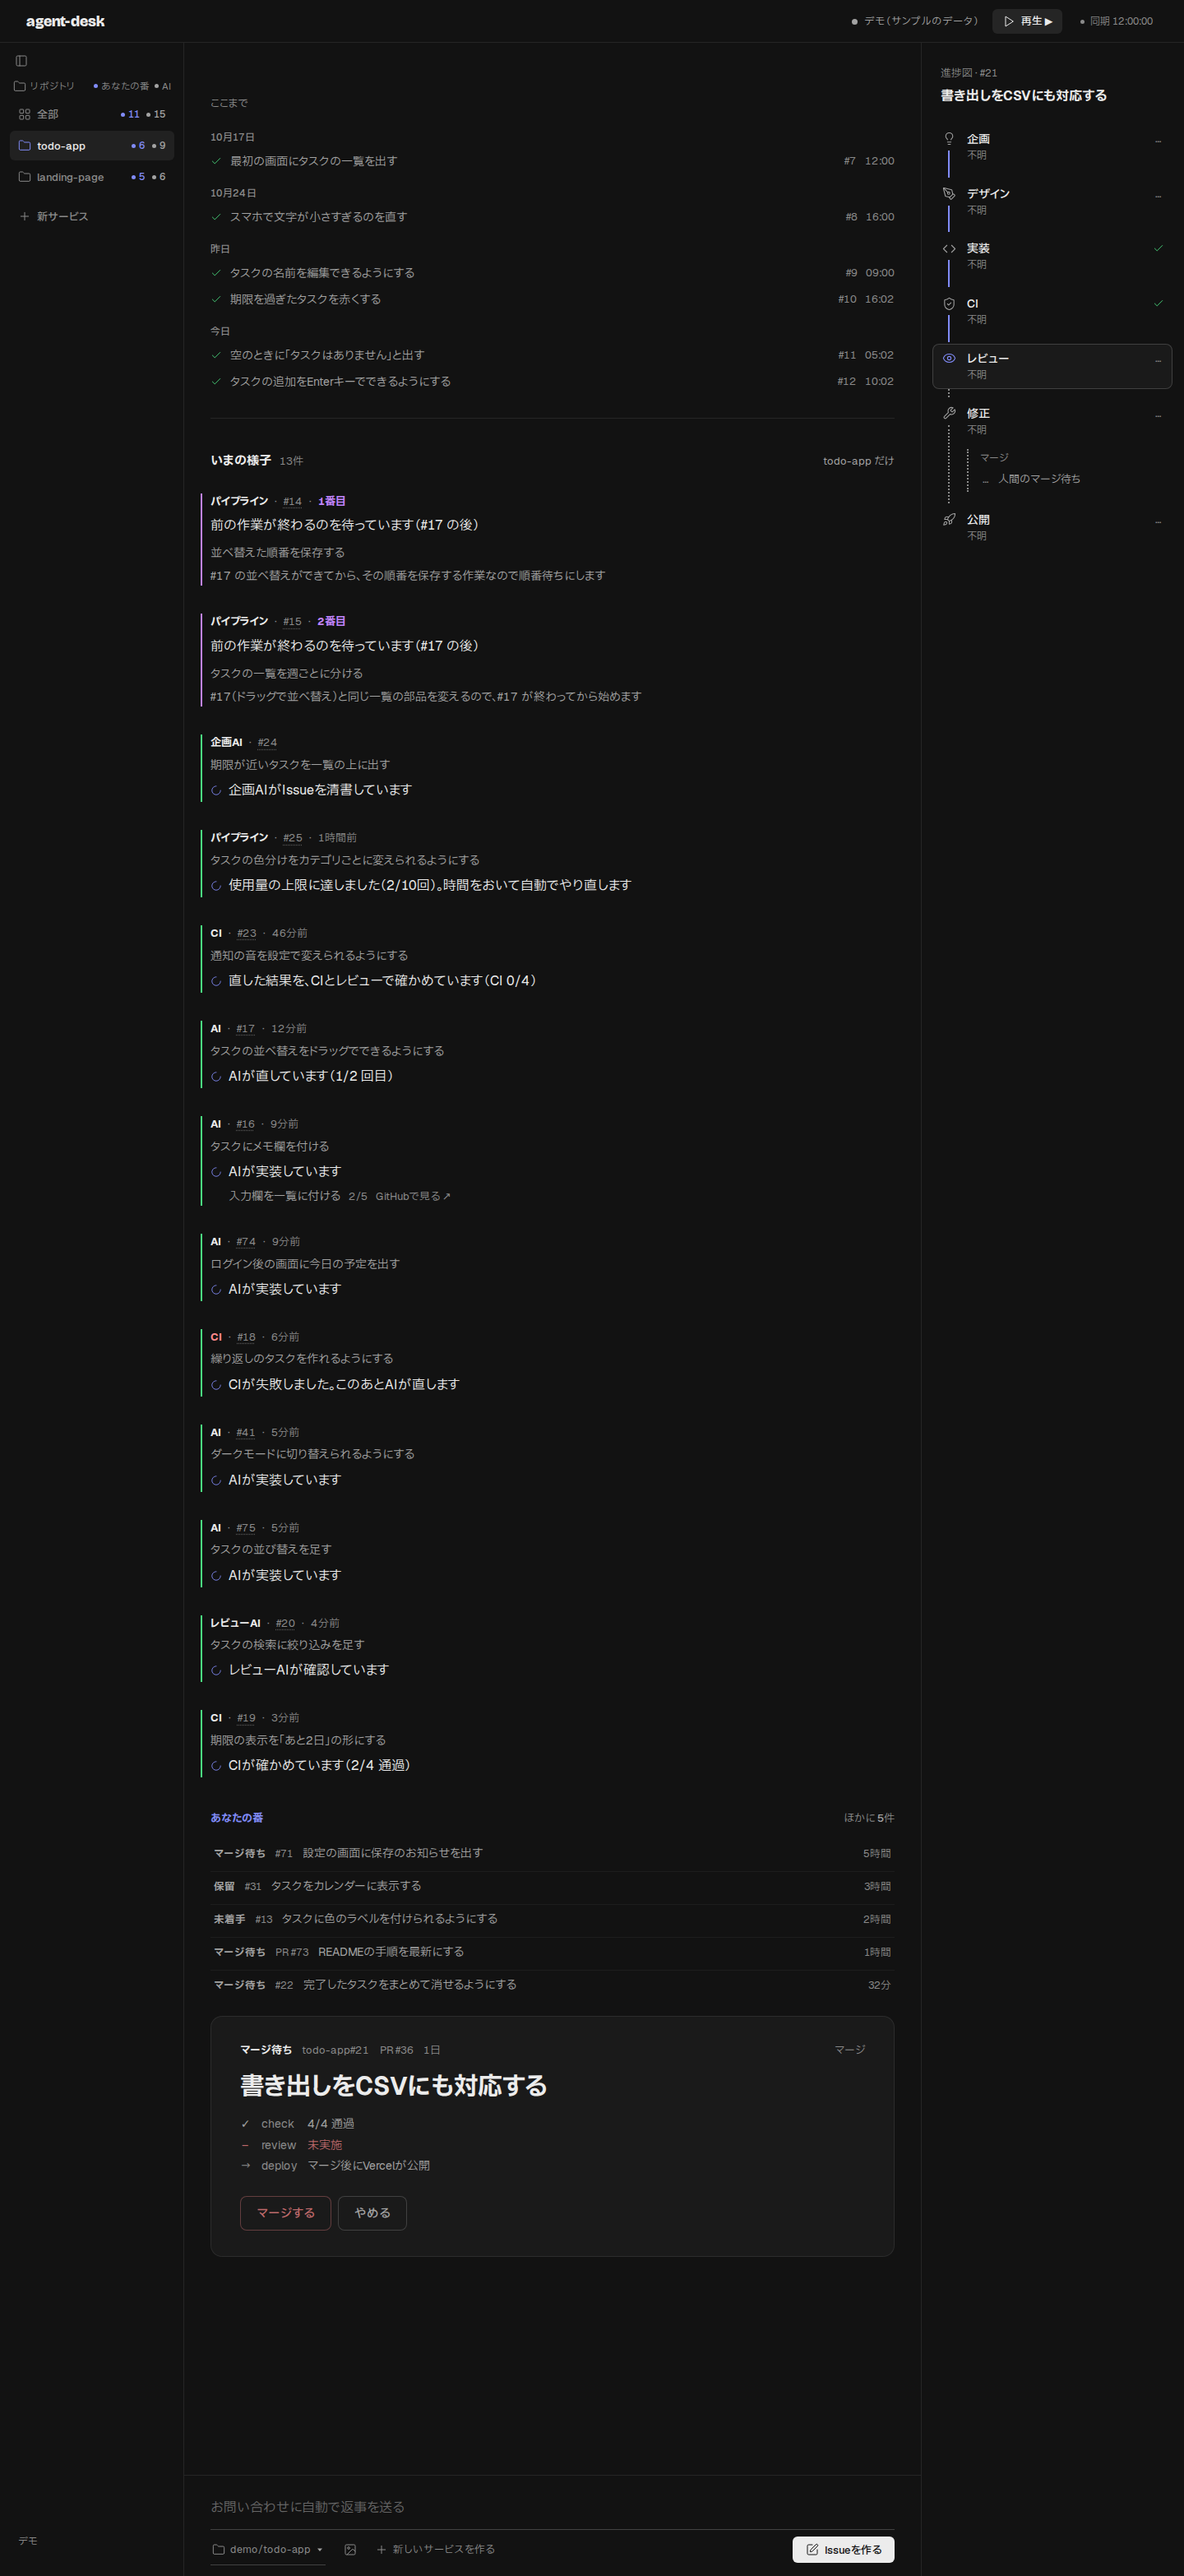 agent-desk
デモ（サンプルのデータ）
再生 ▶
同期 12:00:00
リポジトリ
あなたの番 AI
全部 11 15
todo-app 6 9
landing-page 5 6
新サービス
デモ
ここまで
10月17日
最初の画面にタスクの一覧を出す #7 12:00
10月24日
スマホで文字が小さすぎるのを直す #8 16:00
昨日
タスクの名前を編集できるようにする #9 09:00
期限を過ぎたタスクを赤くする #10 16:02
今日
空のときに「タスクはありません」と出す #11 05:02
タスクの追加をEnterキーでできるようにする #12 10:02
いまの様子 13件 todo-app だけ
パイプライン · #14 · 1番目
前の作業が終わるのを待っています（#17 の後）
並べ替えた順番を保存する
#17 の並べ替えができてから、その順番を保存する作業なので順番待ちにします
パイプライン · #15 · 2番目
前の作業が終わるのを待っています（#17 の後）
タスクの一覧を週ごとに分ける
#17（ドラッグで並べ替え）と同じ一覧の部品を変えるので、#17 が終わってから始めます
企画AI · #24
期限が近いタスクを一覧の上に出す
企画AIがIssueを清書しています
パイプライン · #25 · 1時間前
タスクの色分けをカテゴリごとに変えられるようにする
使用量の上限に達しました（2/10回）。時間をおいて自動でやり直します
CI · #23 · 46分前
通知の音を設定で変えられるようにする
直した結果を、CIとレビューで確かめています（CI 0/4）
AI · #17 · 12分前
タスクの並べ替えをドラッグでできるようにする
AIが直しています（1/2 回目）
AI · #16 · 9分前
タスクにメモ欄を付ける
AIが実装しています
入力欄を一覧に付ける 2/5 GitHubで見る ↗
AI · #74 · 9分前
ログイン後の画面に今日の予定を出す
AIが実装しています
CI · #18 · 6分前
繰り返しのタスクを作れるようにする
CIが失敗しました。このあとAIが直します
AI · #41 · 5分前
ダークモードに切り替えられるようにする
AIが実装しています
AI · #75 · 5分前
タスクの並び替えを足す
AIが実装しています
レビューAI · #20 · 4分前
タスクの検索に絞り込みを足す
レビューAIが確認しています
CI · #19 · 3分前
期限の表示を「あと2日」の形にする
CIが確かめています（2/4 通過）
あなたの番 ほかに 5件
マージ待ち #71 設定の画面に保存のお知らせを出す 5時間
保留 #31 タスクをカレンダーに表示する 3時間
未着手 #13 タスクに色のラベルを付けられるようにする 2時間
マージ待ち PR #73 READMEの手順を最新にする 1時間
マージ待ち #22 完了したタスクをまとめて消せるようにする 32分
マージ待ち todo-app#21 PR #36 1日 マージ
書き出しをCSVにも対応する
✓ check 4/4 通過
– review 未実施
→ deploy マージ後にVercelが公開
マージする やめる
お問い合わせに自動で返事を送る
demo/todo-app ▾ 新しいサービスを作る Issueを作る
進捗図 · #21
書き出しをCSVにも対応する
企画 …
不明
デザイン …
不明
実装 ✓
不明
CI ✓
不明
レビュー …
不明
修正 …
不明
マージ
… 人間のマージ待ち
公開 …
不明